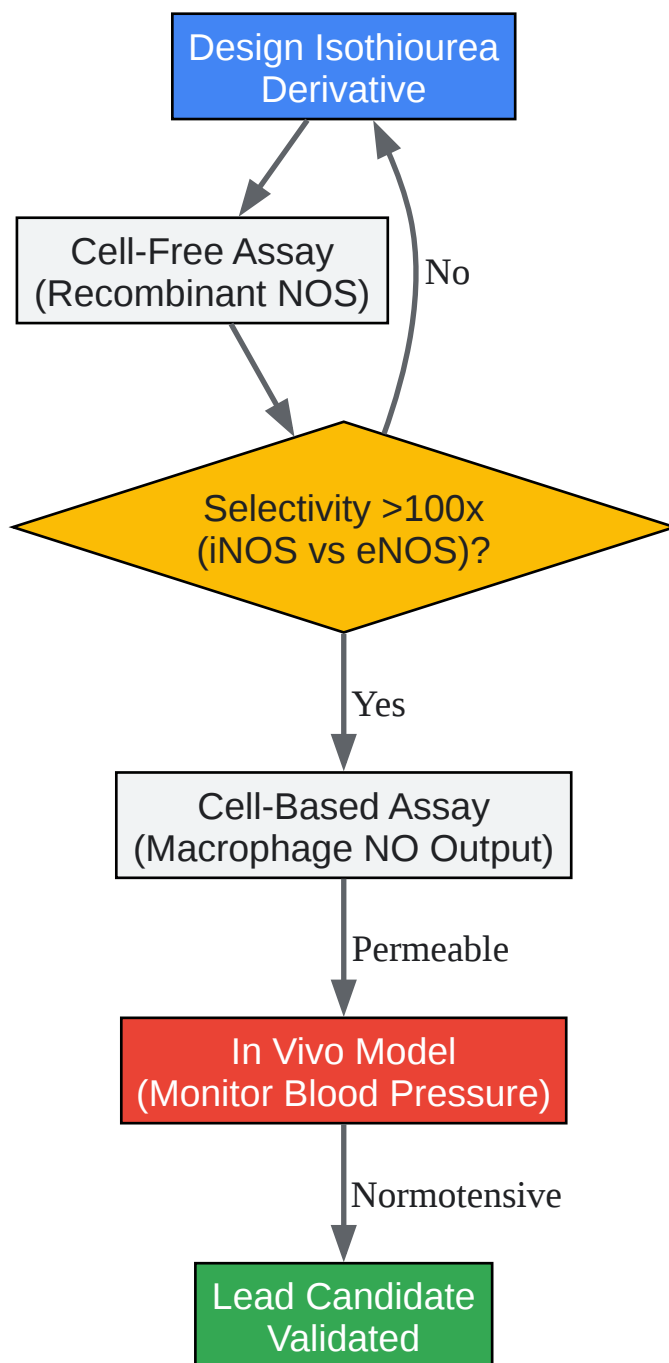 Design Isothiourea
Derivative
Cell-Free Assay
(Recombinant NOS)
No
Selectivity >100x
(iNOS vs eNOS)?
Yes
Cell-Based Assay
(Macrophage NO Output)
Permeable
In Vivo Model
(Monitor Blood Pressure)
Normotensive
Lead Candidate
Validated